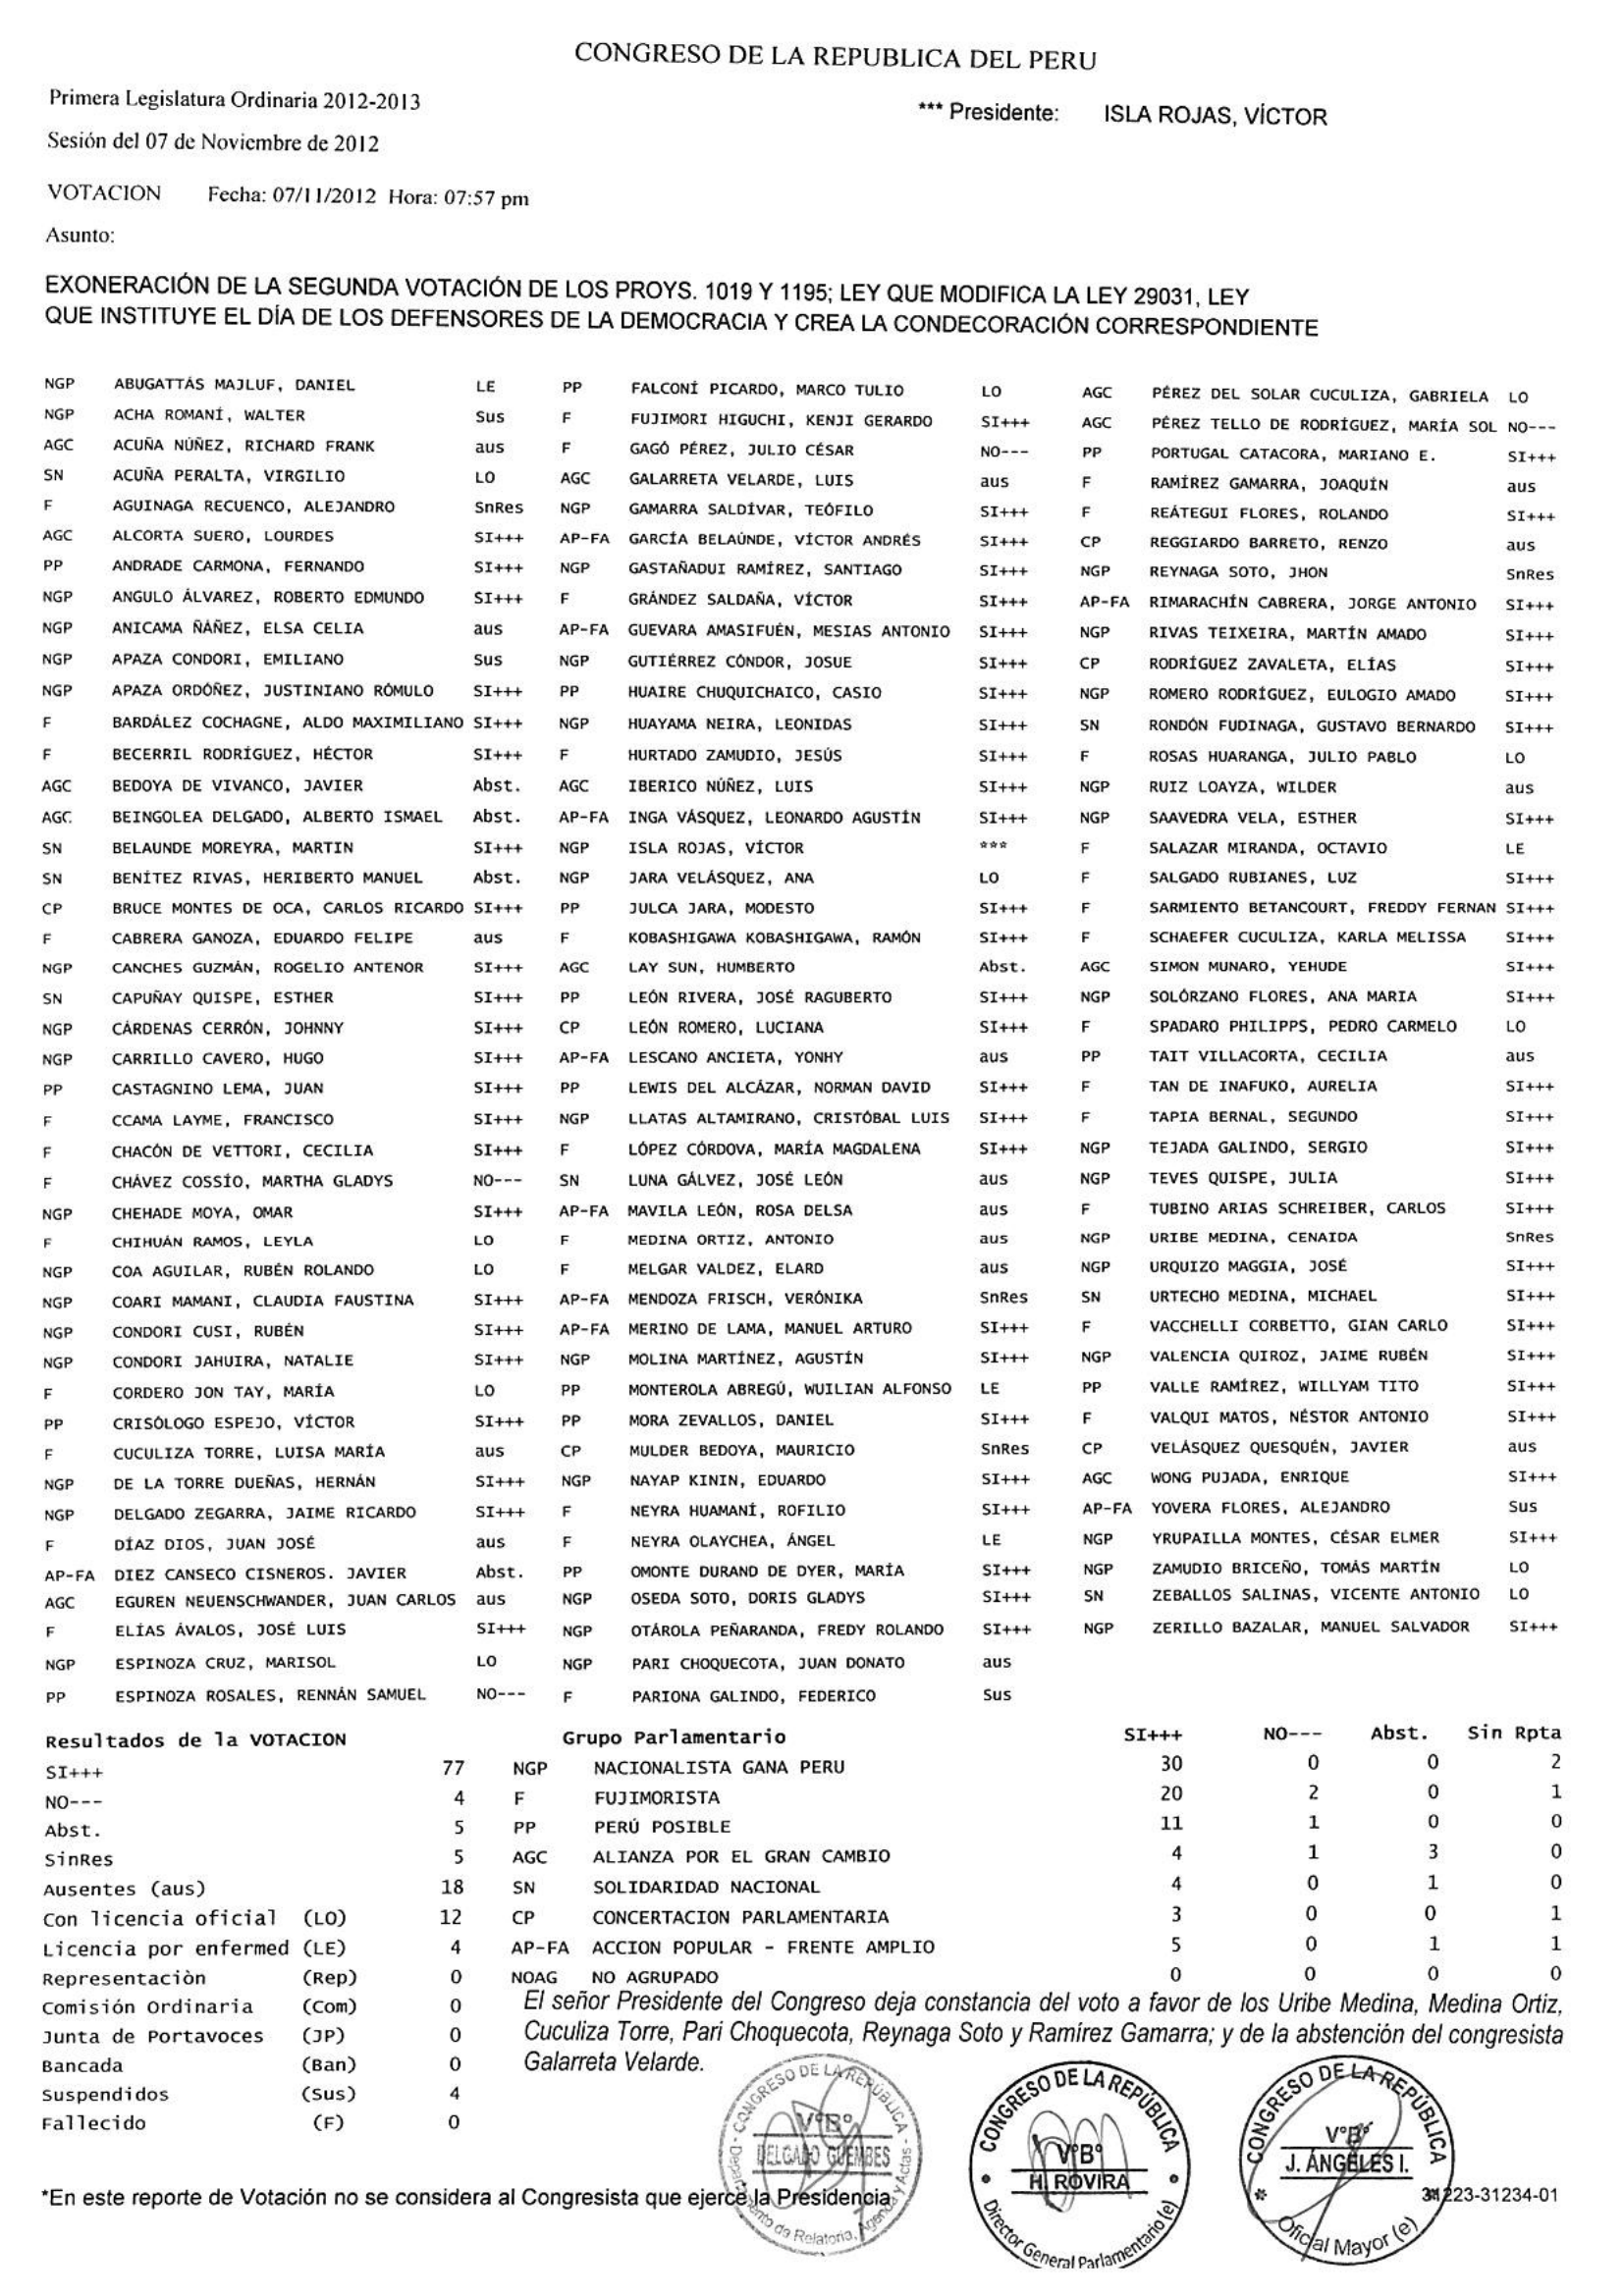 CONGRESO DE LA REPUBLICA DEL PERU
Primera Legislatura Ordinaria 2012-2013
*** Presidente: ISLA ROJAS, VÍCTOR
Sesión del 07 de Noviembre de 2012
VOTACION Fecha: 07/11/2012 Hora: 07:57 pm
Asunto:
EXONERACIÓN DE LA SEGUNDA VOTACIÓN DE LOS PROYS. 1019 Y 1195; LEY QUE MODIFICA LA LEY 29031, LEY
QUE INSTITUYE EL DÍA DE LOS DEFENSORES DE LA DEMOCRACIA Y CREA LA CONDECORACIÓN CORRESPONDIENTE
NGP ABUGATTÁS MAJLUF, DANIEL LE
NGP ACHA ROMANÍ, WALTER Sus
AGC ACUÑA NÚÑEZ, RICHARD FRANK aus
SN ACUÑA PERALTA, VIRGILIO LO
F AGUINAGA RECUENCO, ALEJANDRO SnRes
AGC ALCORTA SUERO, LOURDES SI+++
PP ANDRADE CARMONA, FERNANDO SI+++
NGP ANGULO ÁLVAREZ, ROBERTO EDMUNDO SI+++
NGP ANICAMA ÑÁÑEZ, ELSA CELIA aus
NGP APAZA CONDORI, EMILIANO Sus
NGP APAZA ORDÓÑEZ, JUSTINIANO RÓMULO SI+++
F BARDÁLEZ COCHAGNE, ALDO MAXIMILIANO SI+++
F BECERRIL RODRÍGUEZ, HÉCTOR SI+++
AGC BEDOYA DE VIVANCO, JAVIER Abst.
AGC BEINGOLEA DELGADO, ALBERTO ISMAEL Abst.
SN BELAUNDE MOREYRA, MARTIN SI+++
SN BENÍTEZ RIVAS, HERIBERTO MANUEL Abst.
CP BRUCE MONTES DE OCA, CARLOS RICARDO SI+++
F CABRERA GANOZA, EDUARDO FELIPE aus
NGP CANCHES GUZMÁN, ROGELIO ANTENOR SI+++
SN CAPUÑAY QUISPE, ESTHER SI+++
NGP CÁRDENAS CERRÓN, JOHNNY SI+++
NGP CARRILLO CAVERO, HUGO SI+++
PP CASTAGNINO LEMA, JUAN SI+++
F CCAMA LAYME, FRANCISCO SI+++
F CHACÓN DE VETTORI, CECILIA SI+++
F CHÁVEZ COSSÍO, MARTHA GLADYS NO---
NGP CHEHADE MOYA, OMAR SI+++
F CHIHUÁN RAMOS, LEYLA LO
NGP COA AGUILAR, RUBÉN ROLANDO LO
NGP COARI MAMANI, CLAUDIA FAUSTINA SI+++
NGP CONDORI CUSI, RUBÉN SI+++
NGP CONDORI JAHUIRA, NATALIE SI+++
F CORDERO JON TAY, MARÍA LO
PP CRISÓLOGO ESPEJO, VÍCTOR SI+++
F CUCULIZA TORRE, LUISA MARÍA aus
NGP DE LA TORRE DUEÑAS, HERNÁN SI+++
NGP DELGADO ZEGARRA, JAIME RICARDO SI+++
F DÍAZ DIOS, JUAN JOSÉ aus
AP-FA DIEZ CANSECO CISNEROS. JAVIER Abst.
AGC EGUREN NEUENSCHWANDER, JUAN CARLOS aus
F ELÍAS ÁVALOS, JOSÉ LUIS SI+++
NGP ESPINOZA CRUZ, MARISOL LO
PP ESPINOZA ROSALES, RENNÁN SAMUEL NO---
PP FALCONÍ PICARDO, MARCO TULIO LO
F FUJIMORI HIGUCHI, KENJI GERARDO SI+++
F GAGÓ PÉREZ, JULIO CÉSAR NO---
AGC GALARRETA VELARDE, LUIS aus
NGP GAMARRA SALDÍVAR, TEÓFILO SI+++
AP-FA GARCÍA BELAÚNDE, VÍCTOR ANDRÉS SI+++
NGP GASTAÑADUI RAMÍREZ, SANTIAGO SI+++
F GRÁNDEZ SALDAÑA, VÍCTOR SI+++
AP-FA GUEVARA AMASIFUÉN, MESIAS ANTONIO SI+++
NGP GUTIÉRREZ CÓNDOR, JOSUE SI+++
PP HUAIRE CHUQUICHAICO, CASIO SI+++
NGP HUAYAMA NEIRA, LEONIDAS SI+++
F HURTADO ZAMUDIO, JESÚS SI+++
AGC IBERICO NÚÑEZ, LUIS SI+++
AP-FA INGA VÁSQUEZ, LEONARDO AGUSTÍN SI+++
NGP ISLA ROJAS, VÍCTOR ***
NGP JARA VELÁSQUEZ, ANA LO
PP JULCA JARA, MODESTO SI+++
F KOBASHIGAWA KOBASHIGAWA, RAMÓN SI+++
AGC LAY SUN, HUMBERTO Abst.
PP LEÓN RIVERA, JOSÉ RAGUBERTO SI+++
CP LEÓN ROMERO, LUCIANA SI+++
AP-FA LESCANO ANCIETA, YONHY aus
PP LEWIS DEL ALCÁZAR, NORMAN DAVID SI+++
NGP LLATAS ALTAMIRANO, CRISTÓBAL LUIS SI+++
F LÓPEZ CÓRDOVA, MARÍA MAGDALENA SI+++
SN LUNA GÁLVEZ, JOSÉ LEÓN aus
AP-FA MAVILA LEÓN, ROSA DELSA aus
F MEDINA ORTIZ, ANTONIO aus
F MELGAR VALDEZ, ELARD aus
AP-FA MENDOZA FRISCH, VERÓNIKA SnRes
AP-FA MERINO DE LAMA, MANUEL ARTURO SI+++
NGP MOLINA MARTÍNEZ, AGUSTÍN SI+++
PP MONTEROLA ABREGÚ, WUILIAN ALFONSO LE
PP MORA ZEVALLOS, DANIEL SI+++
CP MULDER BEDOYA, MAURICIO SnRes
NGP NAYAP KININ, EDUARDO SI+++
F NEYRA HUAMANÍ, ROFILIO SI+++
F NEYRA OLAYCHEA, ÁNGEL LE
PP OMONTE DURAND DE DYER, MARÍA SI+++
NGP OSEDA SOTO, DORIS GLADYS SI+++
NGP OTÁROLA PEÑARANDA, FREDY ROLANDO SI+++
NGP PARI CHOQUECOTA, JUAN DONATO aus
F PARIONA GALINDO, FEDERICO Sus
AGC PÉREZ DEL SOLAR CUCULIZA, GABRIELA LO
AGC PÉREZ TELLO DE RODRÍGUEZ, MARÍA SOL NO---
PP PORTUGAL CATACORA, MARIANO E. SI+++
F RAMÍREZ GAMARRA, JOAQUÍN aus
F REÁTEGUI FLORES, ROLANDO SI+++
CP REGGIARDO BARRETO, RENZO aus
NGP REYNAGA SOTO, JHON SnRes
AP-FA RIMARACHÍN CABRERA, JORGE ANTONIO SI+++
NGP RIVAS TEIXEIRA, MARTÍN AMADO SI+++
CP RODRÍGUEZ ZAVALETA, ELÍAS SI+++
NGP ROMERO RODRÍGUEZ, EULOGIO AMADO SI+++
SN RONDÓN FUDINAGA, GUSTAVO BERNARDO SI+++
F ROSAS HUARANGA, JULIO PABLO LO
NGP RUIZ LOAYZA, WILDER aus
NGP SAAVEDRA VELA, ESTHER SI+++
F SALAZAR MIRANDA, OCTAVIO LE
F SALGADO RUBIANES, LUZ SI+++
F SARMIENTO BETANCOURT, FREDDY FERNAN SI+++
F SCHAEFER CUCULIZA, KARLA MELISSA SI+++
AGC SIMON MUNARO, YEHUDE SI+++
NGP SOLÓRZANO FLORES, ANA MARIA SI+++
F SPADARO PHILIPPS, PEDRO CARMELO LO
PP TAIT VILLACORTA, CECILIA aus
F TAN DE INAFUKO, AURELIA SI+++
F TAPIA BERNAL, SEGUNDO SI+++
NGP TEJADA GALINDO, SERGIO SI+++
NGP TEVES QUISPE, JULIA SI+++
F TUBINO ARIAS SCHREIBER, CARLOS SI+++
NGP URIBE MEDINA, CENAIDA SnRes
NGP URQUIZO MAGGIA, JOSÉ SI+++
SN URTECHO MEDINA, MICHAEL SI+++
F VACCHELLI CORBETTO, GIAN CARLO SI+++
NGP VALENCIA QUIROZ, JAIME RUBÉN SI+++
PP VALLE RAMÍREZ, WILLYAM TITO SI+++
F VALQUI MATOS, NÉSTOR ANTONIO SI+++
CP VELÁSQUEZ QUESQUÉN, JAVIER aus
AGC WONG PUJADA, ENRIQUE SI+++
AP-FA YOVERA FLORES, ALEJANDRO Sus
NGP YRUPAILLA MONTES, CÉSAR ELMER SI+++
NGP ZAMUDIO BRICEÑO, TOMÁS MARTÍN LO
SN ZEBALLOS SALINAS, VICENTE ANTONIO LO
NGP ZERILLO BAZALAR, MANUEL SALVADOR SI+++
Resultados de la VOTACION
SI+++ 77
NO--- 4
Abst. 5
SinRes 5
Ausentes (aus) 18
Con licencia oficial (LO) 12
Licencia por enfermed (LE) 4
Representaciòn (Rep) 0
Comisión Ordinaria (Com) 0
Junta de Portavoces (JP) 0
Bancada (Ban) 0
Suspendidos (Sus) 4
Fallecido (F) 0
Grupo Parlamentario SI+++ NO--- Abst. Sin Rpta
NGP NACIONALISTA GANA PERU 30 0 0 2
F FUJIMORISTA 20 2 0 1
PP PERÚ POSIBLE 11 1 0 0
AGC ALIANZA POR EL GRAN CAMBIO 4 1 3 0
SN SOLIDARIDAD NACIONAL 4 0 1 0
CP CONCERTACION PARLAMENTARIA 3 0 0 1
AP-FA ACCION POPULAR - FRENTE AMPLIO 5 0 1 1
NOAG NO AGRUPADO 0 0 0 0
El señor Presidente del Congreso deja constancia del voto a favor de los Uribe Medina, Medina Ortiz,
Cuculiza Torre, Pari Choquecota, Reynaga Soto y Ramírez Gamarra; y de la abstención del congresista
Galarreta Velarde.
CONGRESO DE LA REPÚBLICA
V°B°
DELGADO GUEMBES
Departamento de Relatoria, Agenda y Actas
CONGRESO DE LA REPÚBLICA
V°B°
H. ROVIRA
Director General Parlamentario (e)
CONGRESO DE LA REPÚBLICA
V°B°
J. ÁNGELES I.
Oficial Mayor (e)
*En este reporte de Votación no se considera al Congresista que ejerce la Presidencia
31223-31234-01